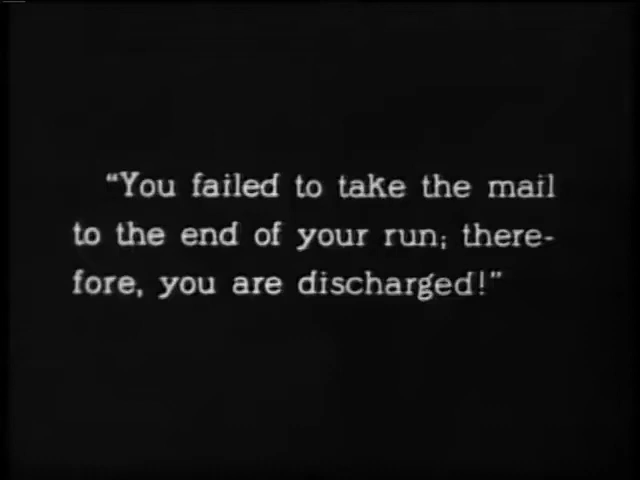 “You failed to take the mail
to the end of your run; there-
fore, you are discharged!”